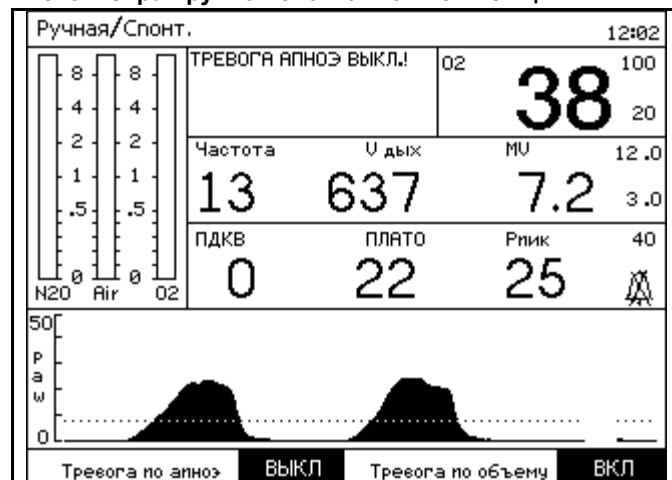 Ручная/Спонт.
12:02
ТРЕВОГА АПНОЭ ВЫКЛ.!
O2 38 100
20
8 8
4 4
2 2
1 1
.5 .5
0 0
N2O Air O2
Частота V дых MV 12.0
13 637 7.2 3.0
ПДКВ ПЛАТО Pпик 40
0 22 25
50
Paw
0
Тревога по апноэ ВЫКЛ Тревога по объему ВКЛ